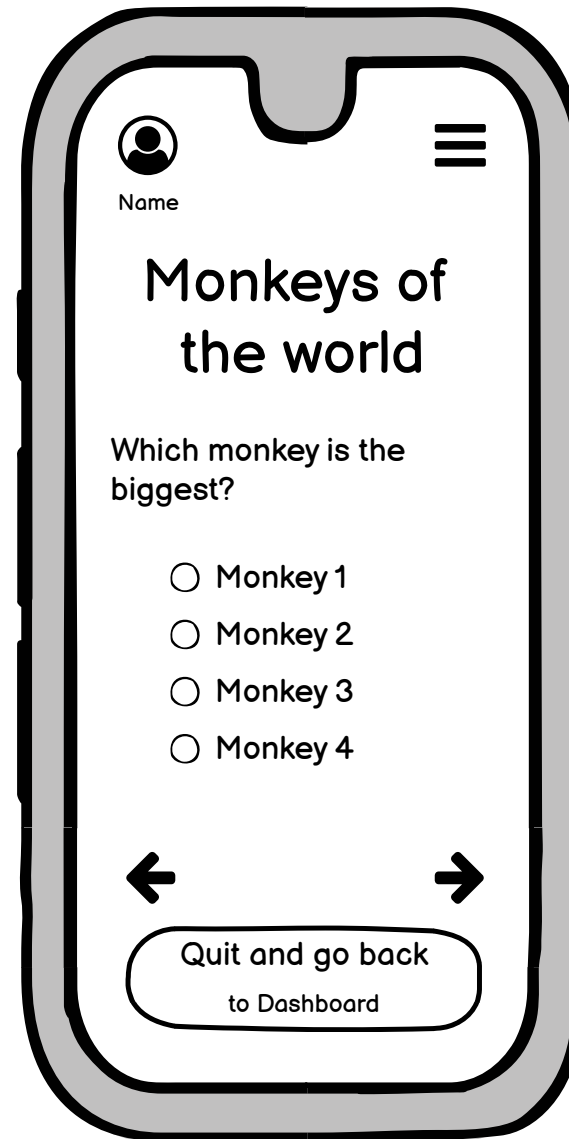 Name
Monkeys of
the world
Which monkey is the
biggest?
Monkey 1
Monkey 2
Monkey 3
Monkey 4
Quit and go back
to Dashboard